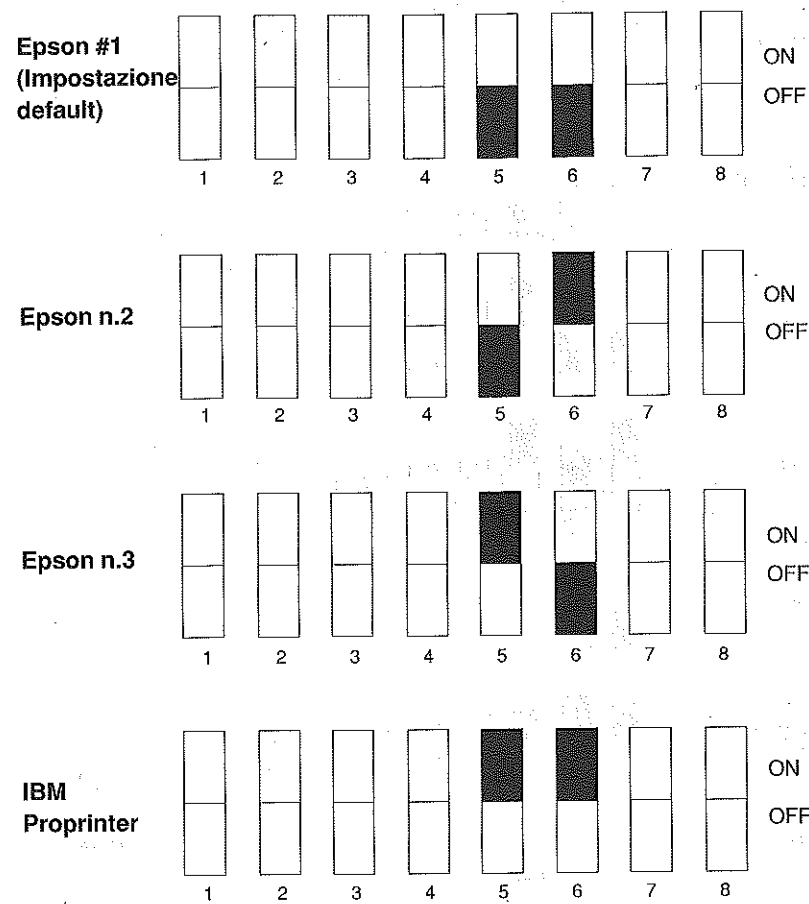 Epson #1
(Impostazione
default)
ON
OFF
1 2 3 4 5 6 7 8
Epson n.2
ON
OFF
1 2 3 4 5 6 7 8
Epson n.3
ON
OFF
1 2 3 4 5 6 7 8
IBM
Proprinter
ON
OFF
1 2 3 4 5 6 7 8